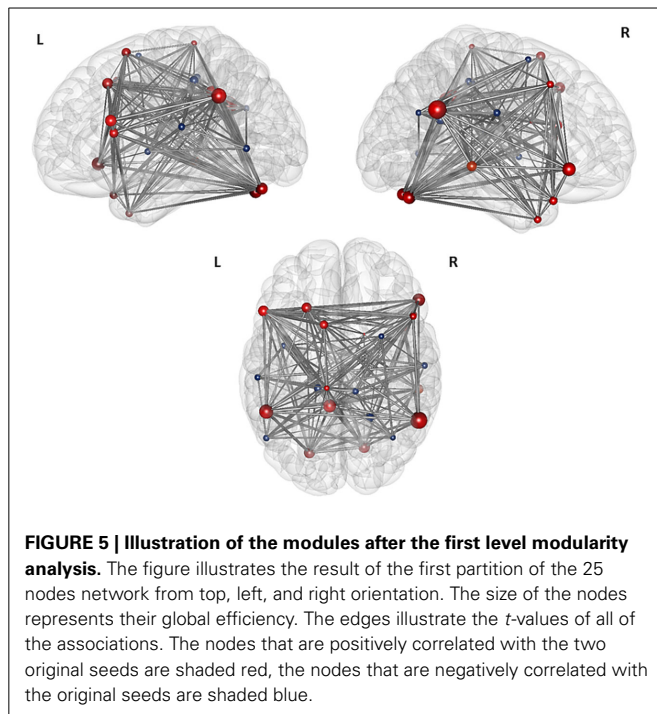 L
R
L
R
FIGURE 5 | Illustration of the modules after the first level modularity
analysis. The figure illustrates the result of the first partition of the 25
nodes network from top, left, and right orientation. The size of the nodes
represents their global efficiency. The edges illustrate the t-values of all of
the associations. The nodes that are positively correlated with the two
original seeds are shaded red, the nodes that are negatively correlated with
the original seeds are shaded blue.